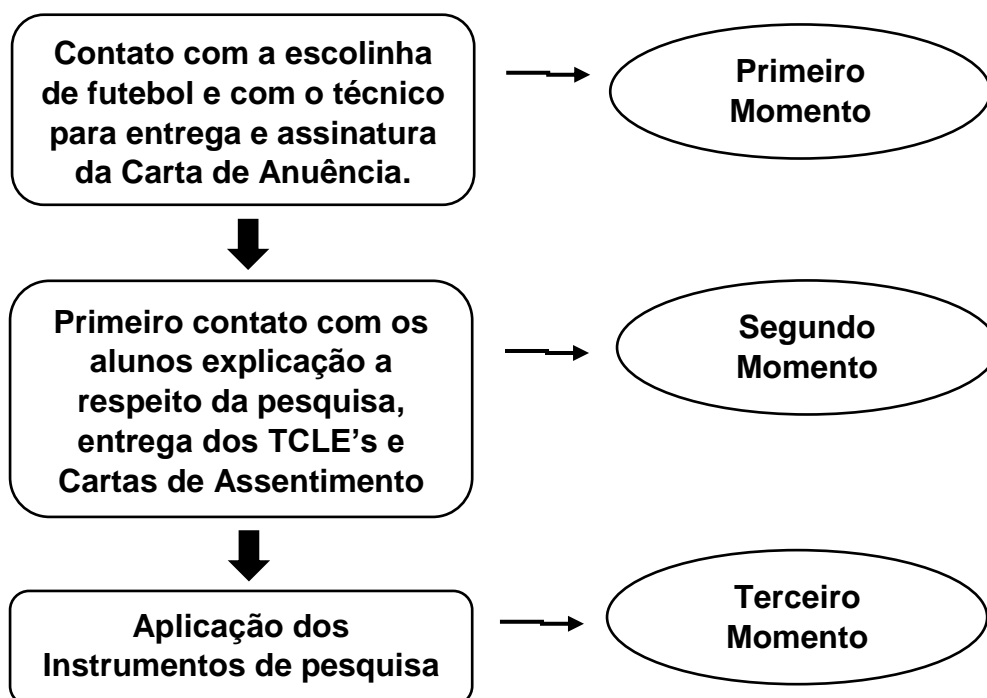 Contato com a escolinha
de futebol e com o técnico
para entrega e assinatura
da Carta de Anuência.
Primeiro
Momento
Primeiro contato com os
alunos explicação a
respeito da pesquisa,
entrega dos TCLE’s e
Cartas de Assentimento
Segundo
Momento
Aplicação dos
Instrumentos de pesquisa
Terceiro
Momento